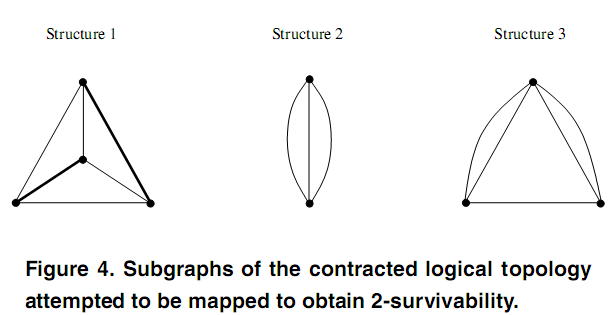 Structure 1
Structure 2
Structure 3
Figure 4. Subgraphs of the contracted logical topology
attempted to be mapped to obtain 2-survivability.